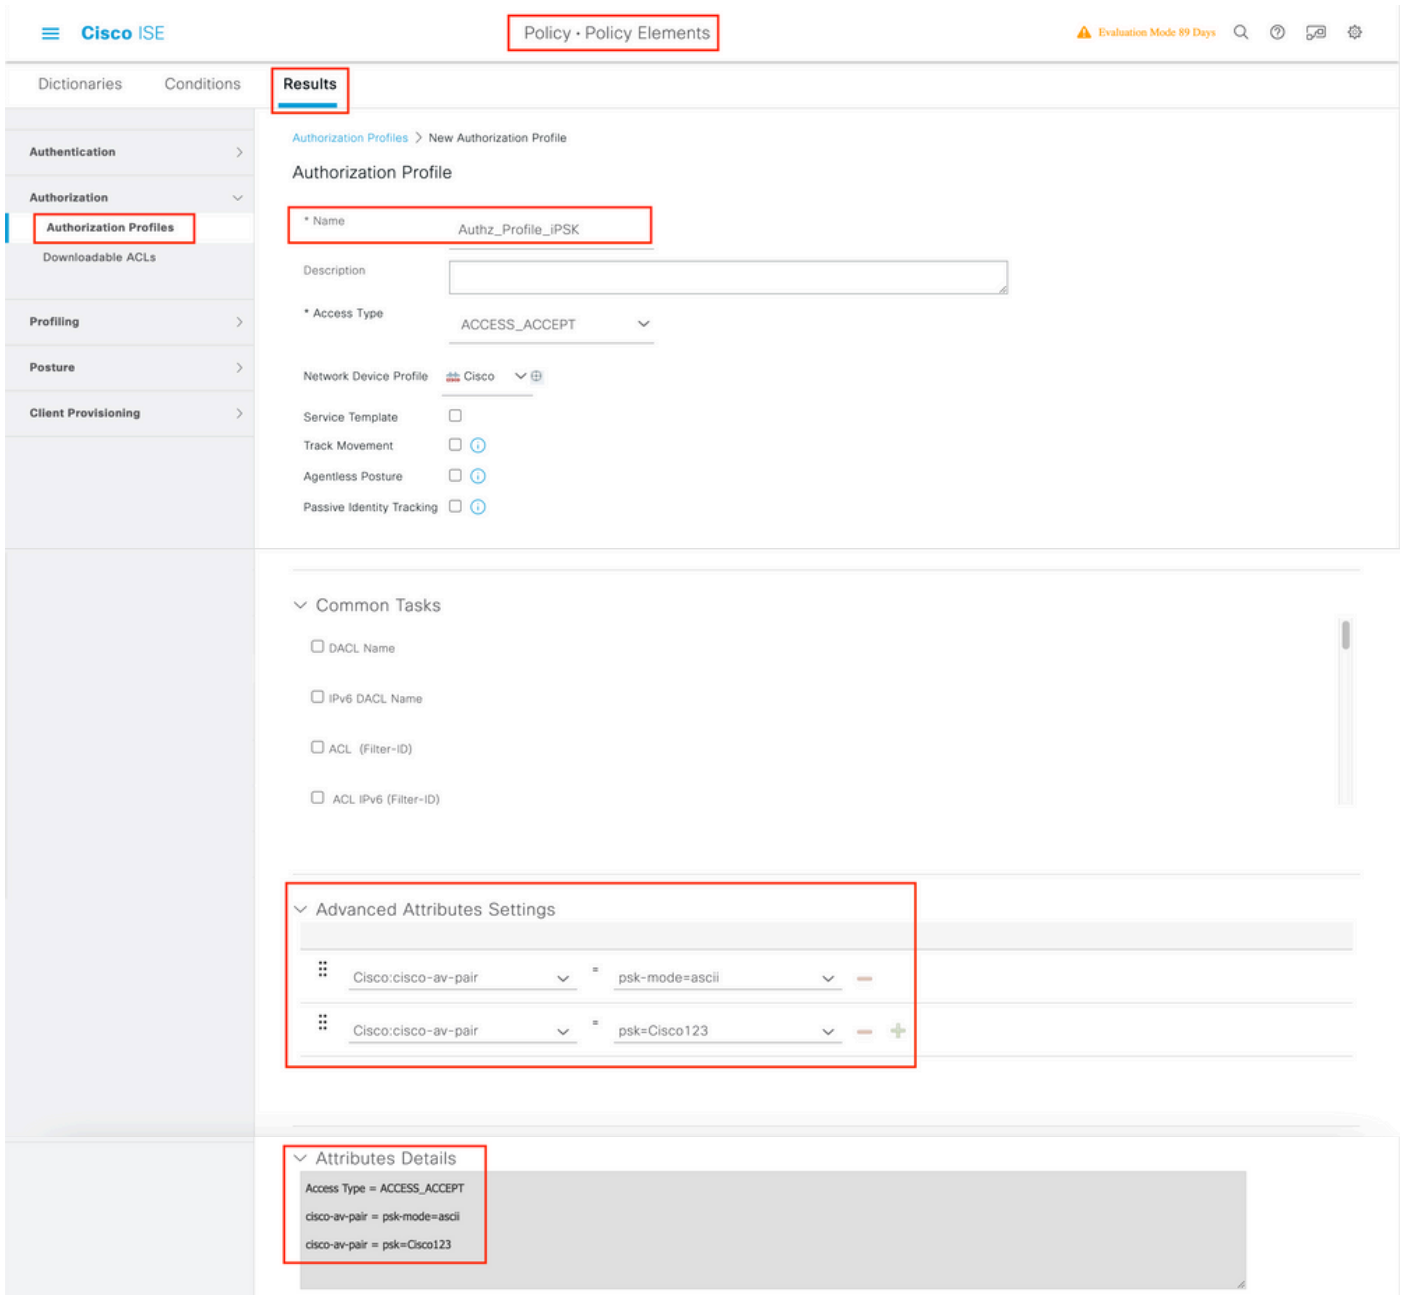 Cisco ISE
Policy · Policy Elements
Evaluation Mode 89 Days
Dictionaries
Conditions
Results
Authentication
Authorization
Authorization Profiles
Downloadable ACLs
Profiling
Posture
Client Provisioning
Authorization Profiles > New Authorization Profile
Authorization Profile
* Name
Authz_Profile_iPSK
Description
* Access Type
ACCESS_ACCEPT
Network Device Profile
Cisco
Service Template
Track Movement
Agentless Posture
Passive Identity Tracking
Common Tasks
DACL Name
IPv6 DACL Name
ACL (Filter-ID)
ACL IPv6 (Filter-ID)
Advanced Attributes Settings
Cisco:cisco-av-pair = psk-mode=ascii
Cisco:cisco-av-pair = psk=Cisco123
Attributes Details
Access Type = ACCESS_ACCEPT
cisco-av-pair = psk-mode=ascii
cisco-av-pair = psk=Cisco123